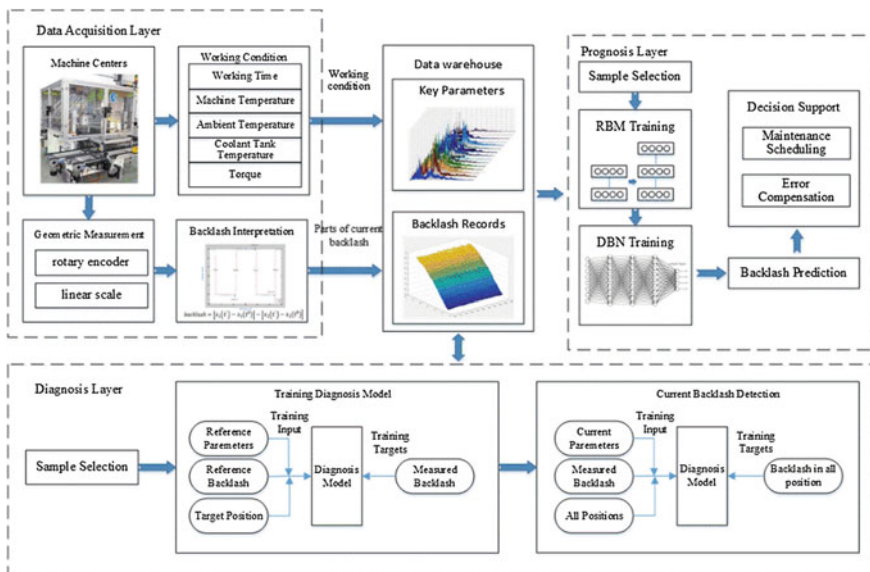 Data Acquisition Layer
Machine Centers
Working Condition
Working Time
Machine Temperature
Ambient Temperature
Coolant Tank
Temperature
Torque
Working
condition
Geometric Measurement
rotary encoder
linear scale
Backlash Interpretation
Parts of current
backlash
Data warehouse
Key Parameters
Backlash Records
Prognosis Layer
Sample Selection
RBM Training
DBN Training
Decision Support
Maintenance
Scheduling
Error
Compensation
Backlash Prediction
Diagnosis Layer
Sample Selection
Training Diagnosis Model
Reference
Paremeters
Reference
Backlash
Target Position
Training
Input
Diagnosis
Model
Training
Targets
Measured
Backlash
Current Backlash Detection
Current
Paremeters
Measured
Backlash
All Positions
Training
Input
Diagnosis
Model
Training
Targets
Backlash in all
position